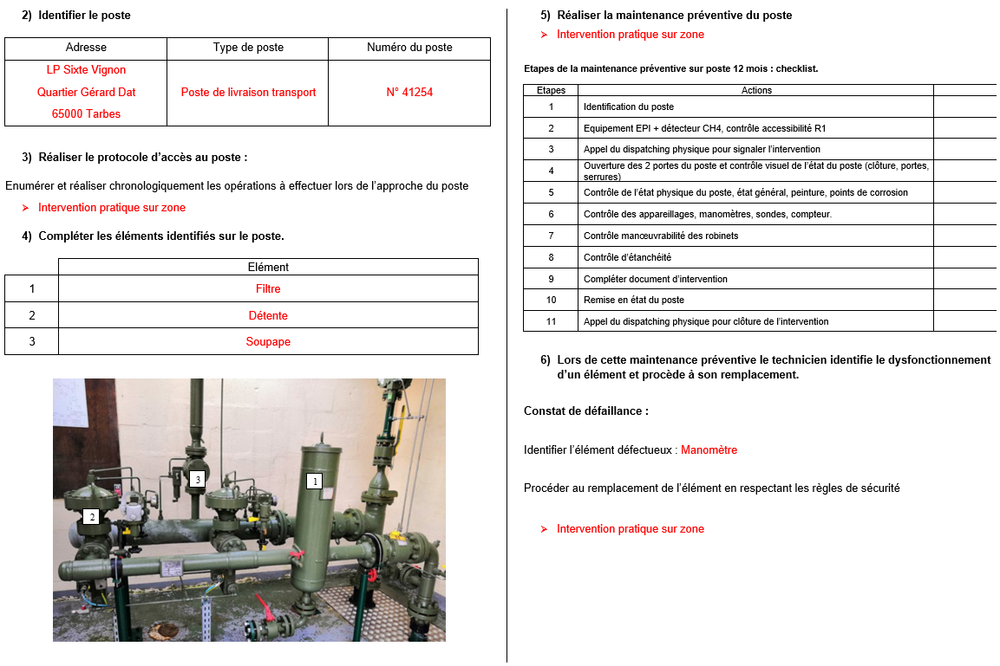 2) Identifier le poste
Adresse Type de poste Numéro du poste
LP Sixte Vignon
Quartier Gérard Dat
65000 Tarbes
Poste de livraison transport
N° 41254
3) Réaliser le protocole d'accès au poste :
Enumérer et réaliser chronologiquement les opérations à effectuer lors de l'approche du poste
➢ Intervention pratique sur zone
4) Compléter les éléments identifiés sur le poste.
Elément
1 Filtre
2 Détente
3 Soupape
3
1
2
5) Réaliser la maintenance préventive du poste
➢ Intervention pratique sur zone
Etapes de la maintenance préventive sur poste 12 mois : checklist.
Etapes Actions
1 Identification du poste
2 Equipement EPI + détecteur CH4, contrôle accessibilité R1
3 Appel du dispatching physique pour signaler l'intervention
4 Ouverture des 2 portes du poste et contrôle visuel de l'état du poste (clôture, portes,
serrures)
5 Contrôle de l'état physique du poste, état général, peinture, points de corrosion
6 Contrôle des appareillages, manomètres, sondes, compteur.
7 Contrôle manœuvrabilité des robinets
8 Contrôle d'étanchéité
9 Compléter document d'intervention
10 Remise en état du poste
11 Appel du dispatching physique pour clôture de l'intervention
6) Lors de cette maintenance préventive le technicien identifie le dysfonctionnement
d'un élément et procède à son remplacement.
Constat de défaillance :
Identifier l'élément défectueux : Manomètre
Procéder au remplacement de l'élément en respectant les règles de sécurité
➢ Intervention pratique sur zone